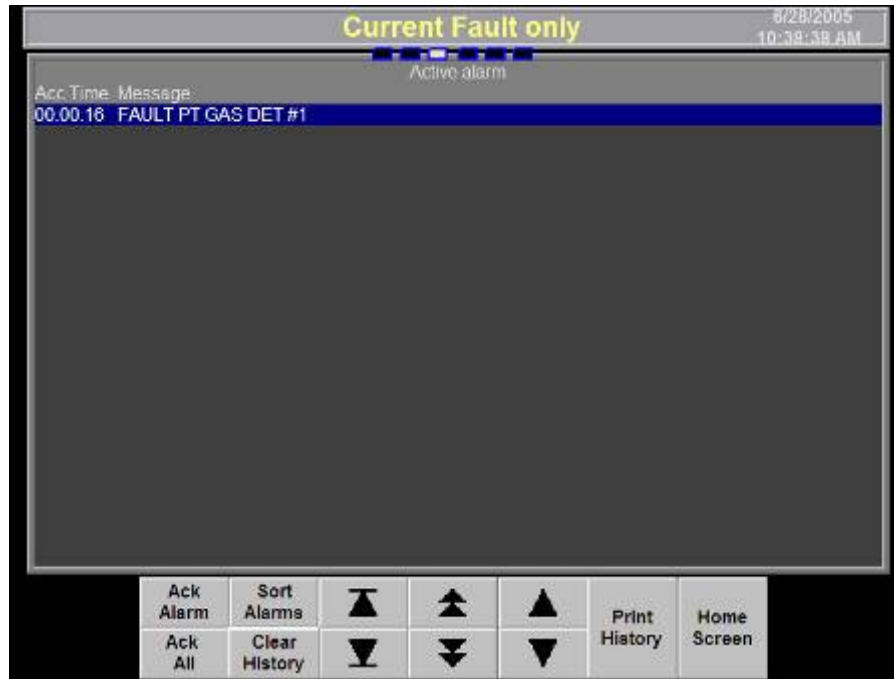 Current Fault only
6/28/2005
10:39:39 AM
Active alarm
Acc Time Message
00.00.16 FAULT PT GAS DET #1
Ack Alarm
Sort Alarms
Print History
Home Screen
Ack All
Clear History